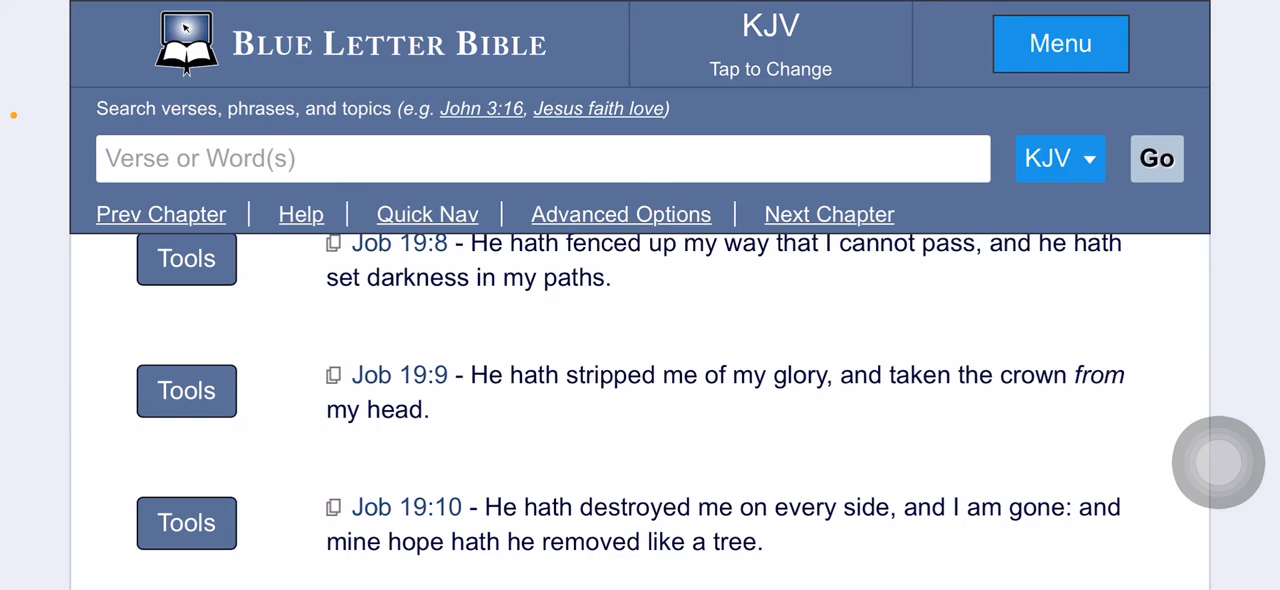 BLUE LETTER BIBLE
KJV
Tap to Change
Menu
Search verses, phrases, and topics (e.g. John 3:16, Jesus faith love)
Verse or Word(s)
KJV
Go
Prev Chapter | Help | Quick Nav | Advanced Options | Next Chapter
Tools
Job 19:8 - He hath fenced up my way that I cannot pass, and he hath
set darkness in my paths.
Tools
Job 19:9 - He hath stripped me of my glory, and taken the crown from
my head.
Tools
Job 19:10 - He hath destroyed me on every side, and I am gone: and
mine hope hath he removed like a tree.